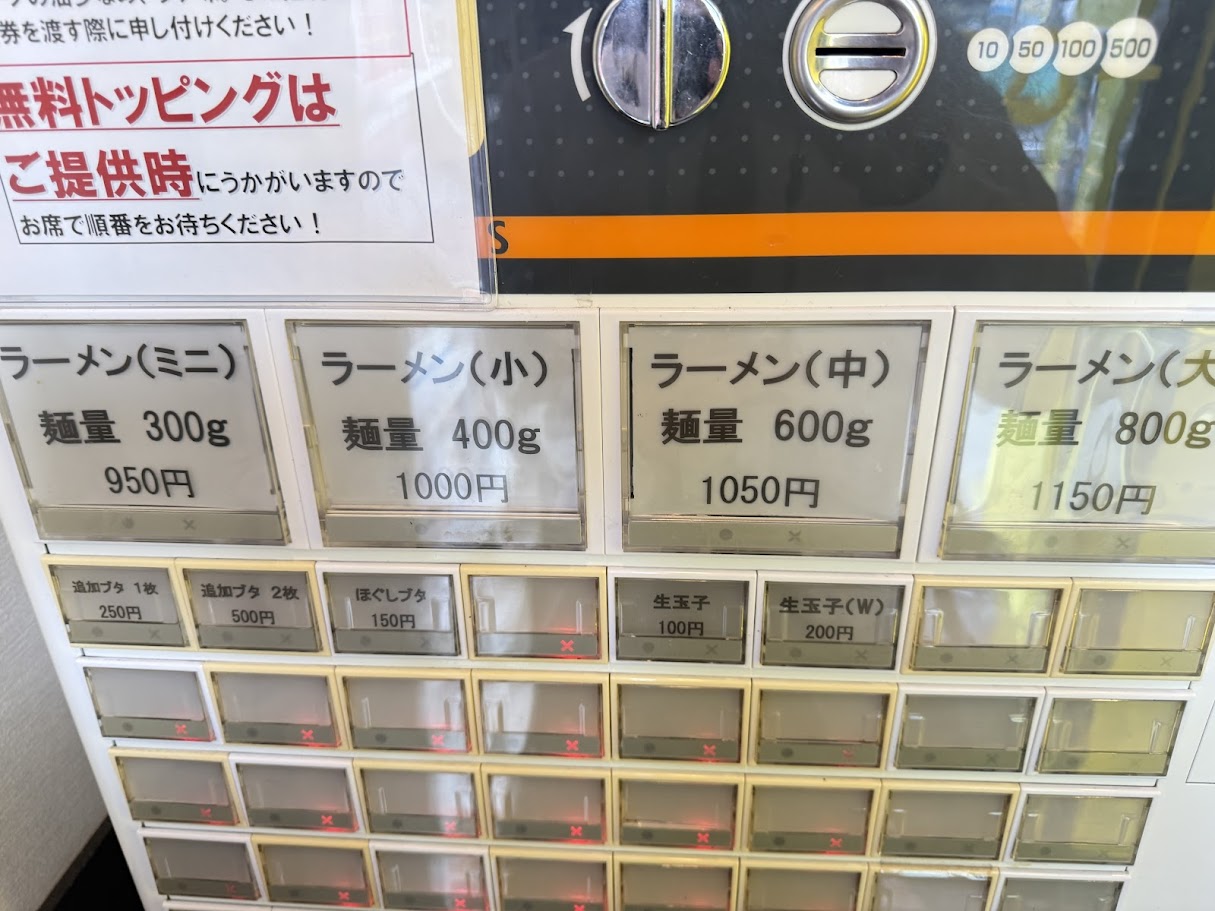 券を渡す際に申し付けください！
無料トッピングは
ご提供時にうかがいますので
お席で順番をお待ちください！
10 50 100 500
S
ラーメン（ミニ）
麺量 300g
950円
ラーメン（小）
麺量 400g
1000円
ラーメン（中）
麺量 600g
1050円
ラーメン（大
麺量 800g
1150円
追加ブタ 1枚
250円
追加ブタ 2枚
500円
ほぐしブタ
150円
生玉子
100円
生玉子（W）
200円